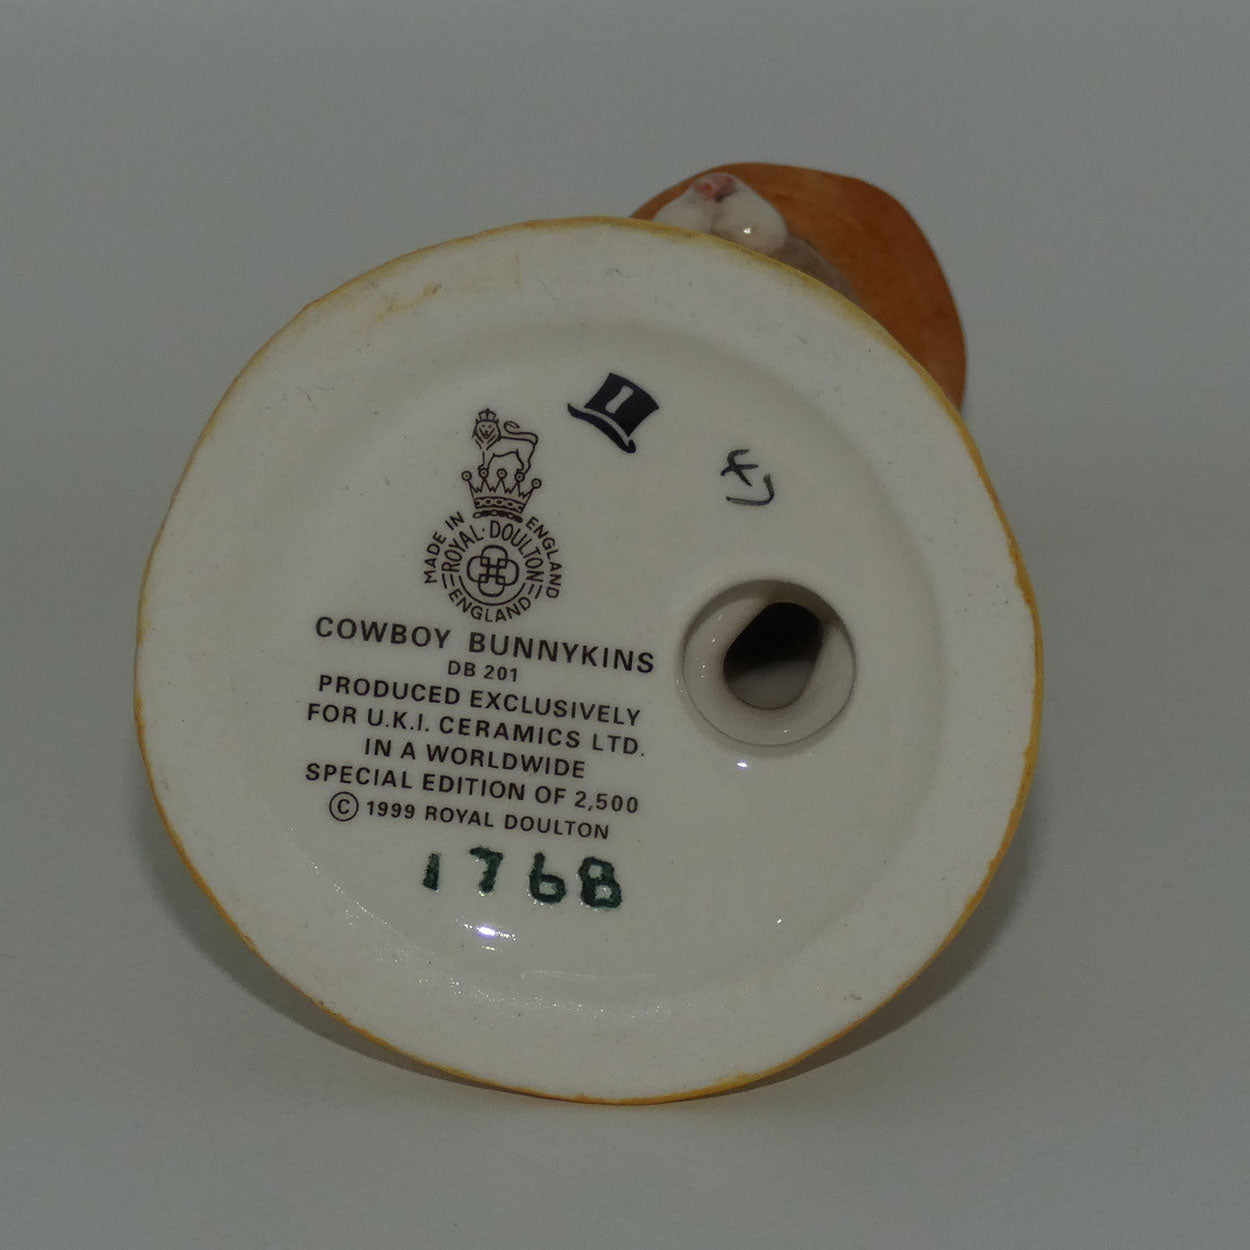 1
MADE IN ENGLAND
ROYAL·DOULTON
ENGLAND
COWBOY BUNNYKINS
DB 201
PRODUCED EXCLUSIVELY
FOR U.K.I. CERAMICS LTD.
IN A WORLDWIDE
SPECIAL EDITION OF 2,500
© 1999 ROYAL DOULTON
1768